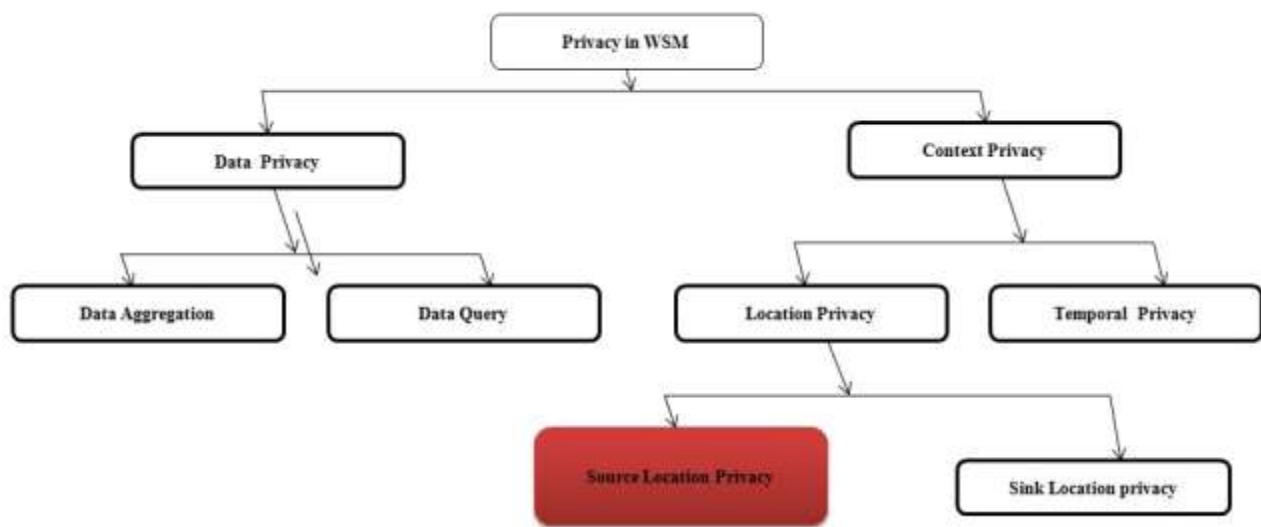 Privacy in WSM
Data Privacy
Context Privacy
Data Aggregation
Data Query
Location Privacy
Temporal Privacy
Source Location Privacy
Sink Location privacy